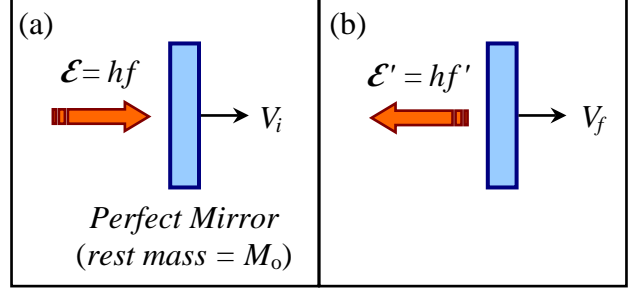 (a)
ℰ = hf
V_i
Perfect Mirror
(rest mass = M_o)
(b)
ℰ' = hf'
V_f